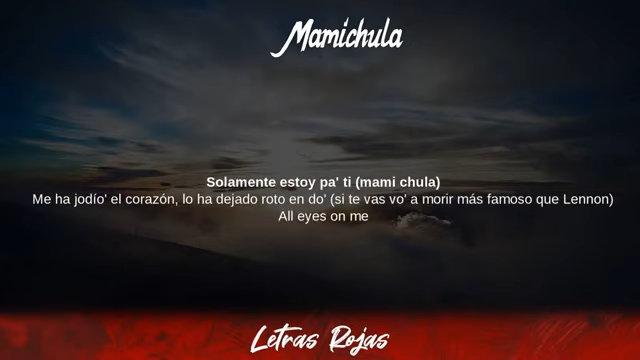 Mamichula
Solamente estoy pa' ti (mami chula)
Me ha jodío' el corazón, lo ha dejado roto en do' (si te vas vo' a morir más famoso que Lennon)
All eyes on me
Letras Rojas